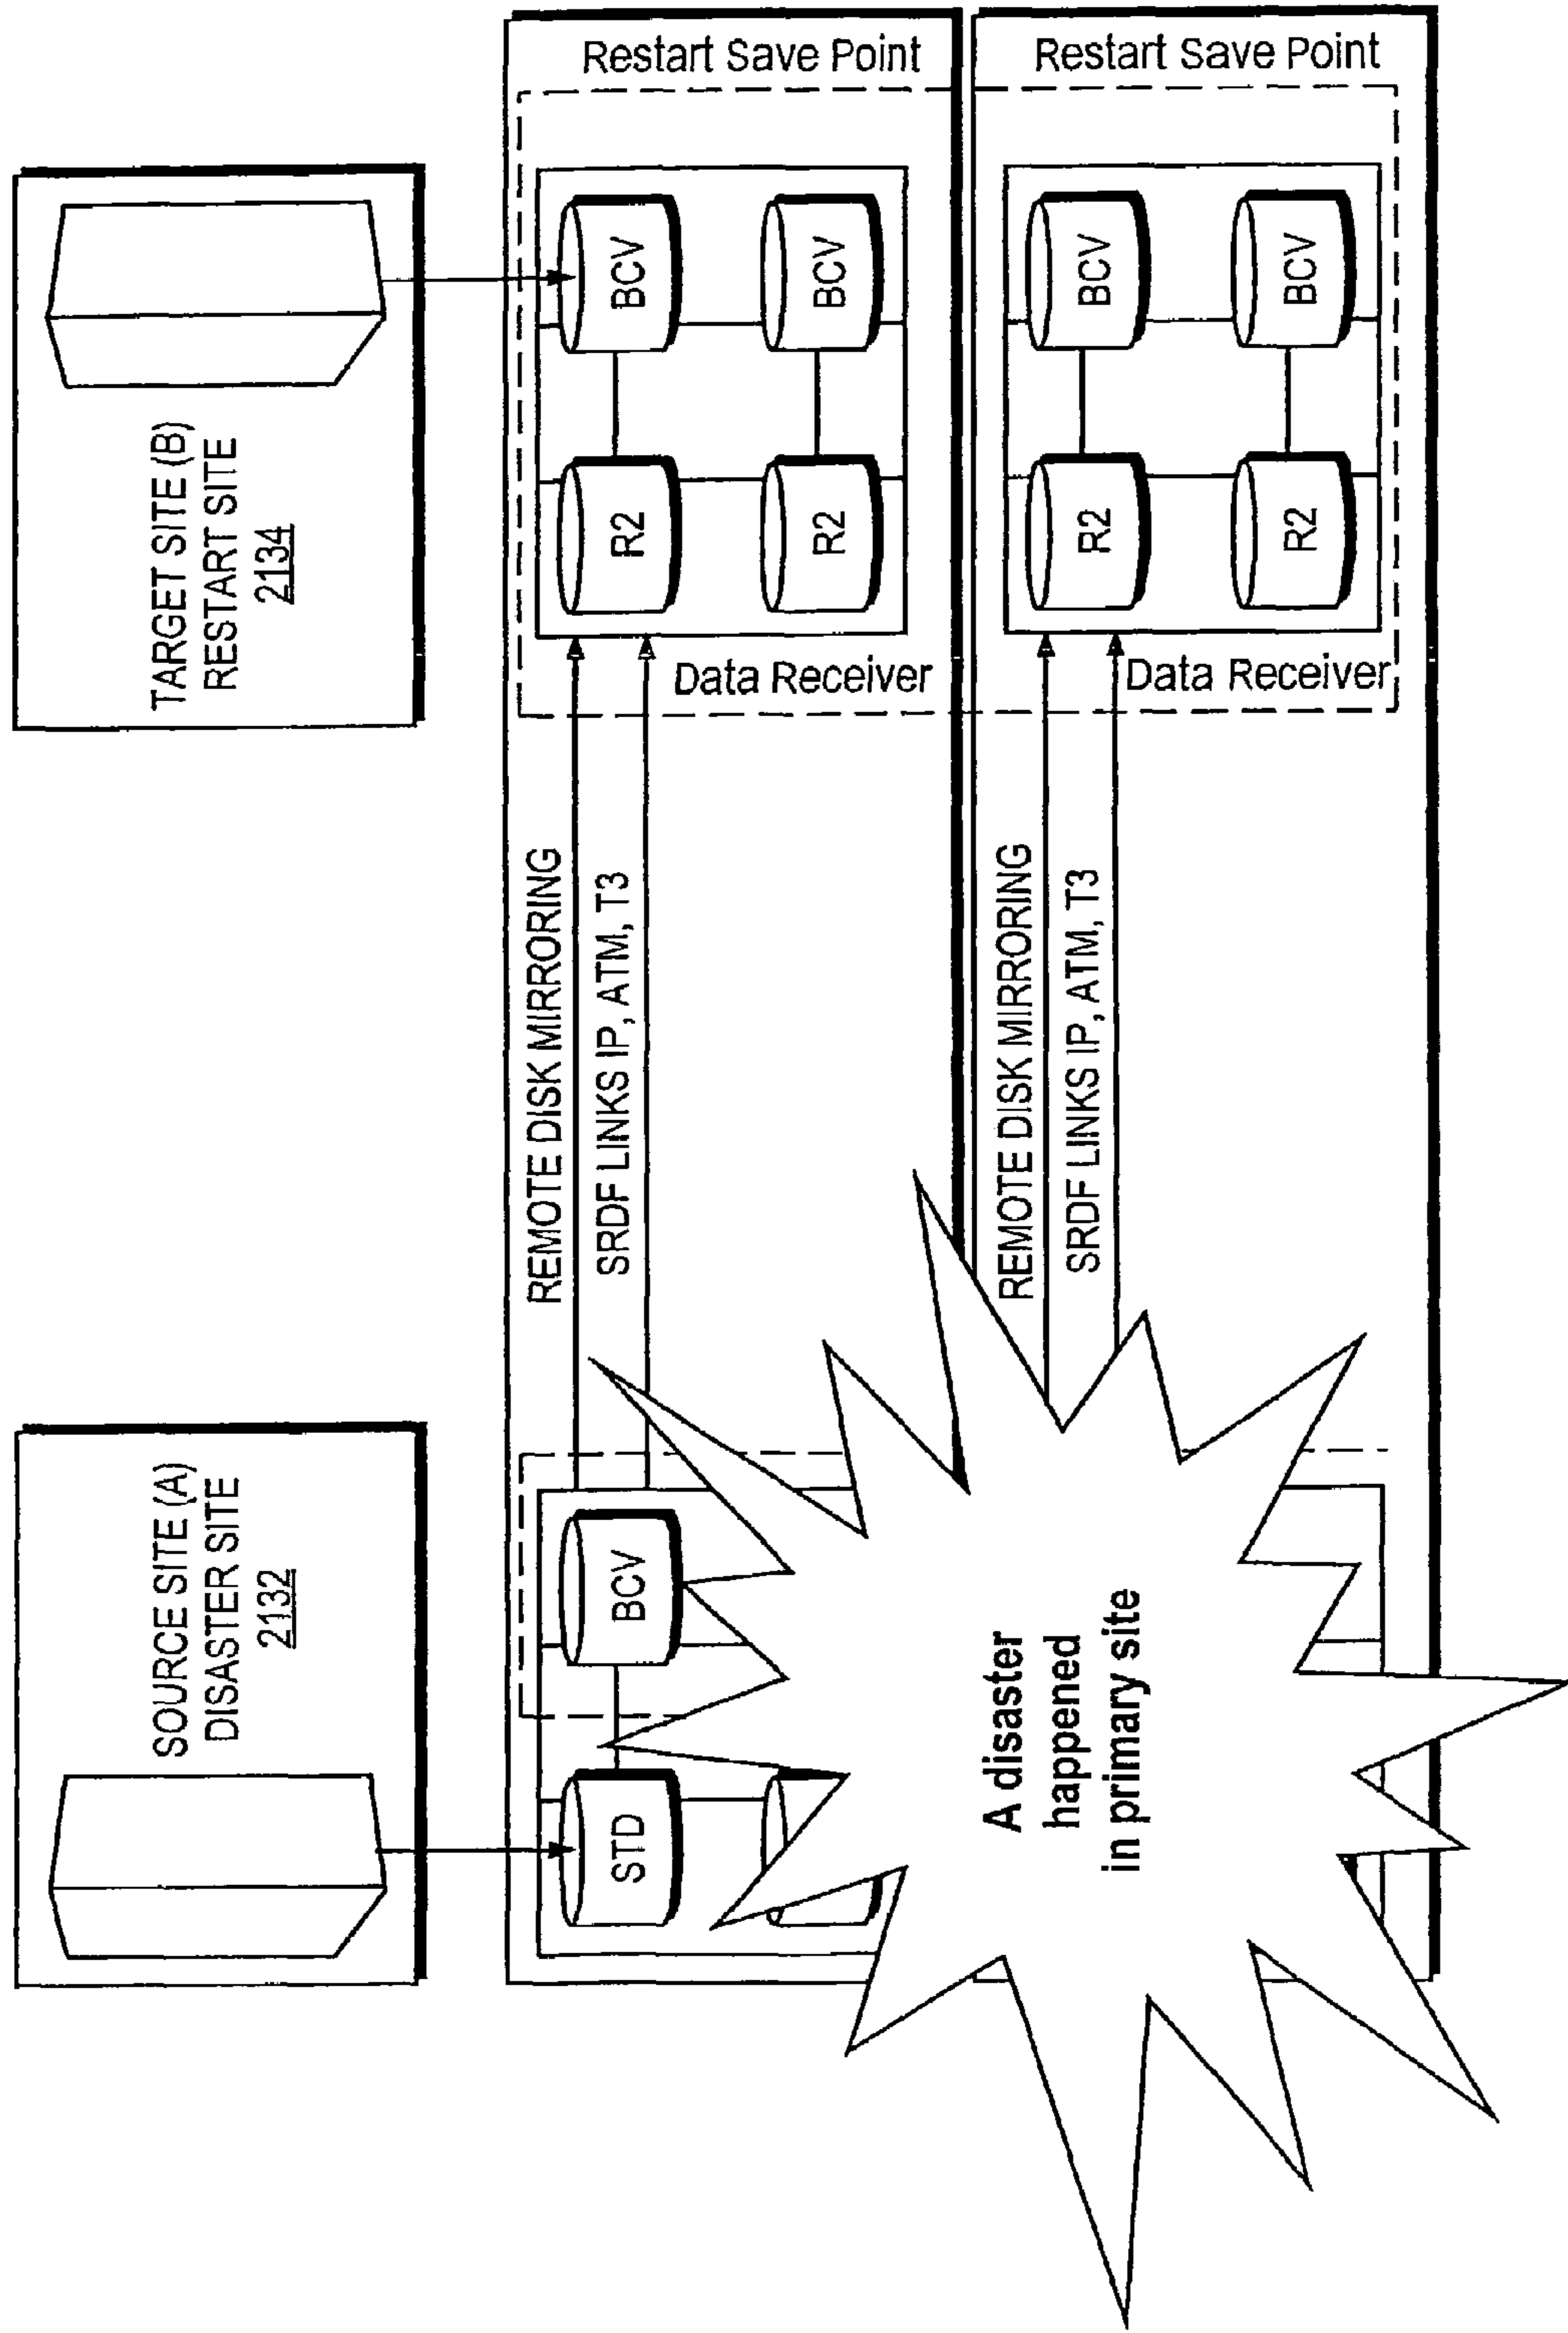 SOURCE SITE (A)
DISASTER SITE
2132
TARGET SITE (B)
RESTART SITE
2134
STD
BCV
REMOTE DISK MIRRORING
SRDF LINKS IP, ATM, T3
R2
BCV
R2
BCV
Data Receiver
Restart Save Point
A disaster
happened
in primary site
REMOTE DISK MIRRORING
SRDF LINKS IP, ATM, T3
R2
BCV
R2
BCV
Data Receiver
Restart Save Point